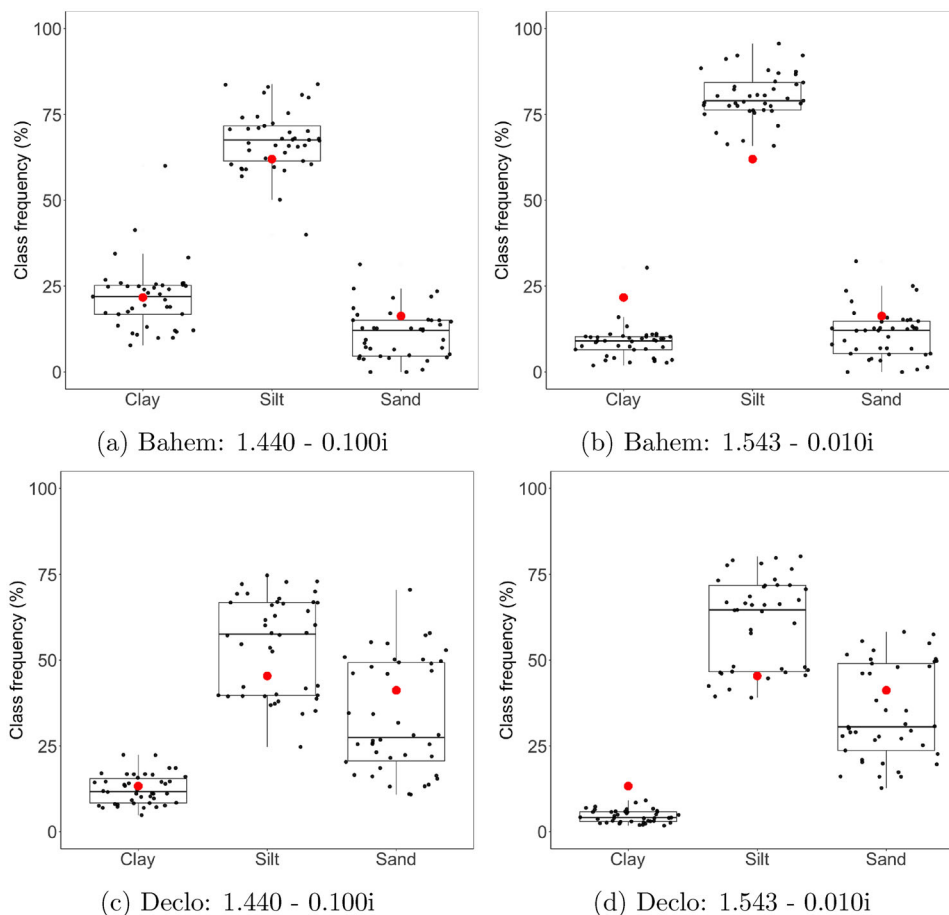 100
75
50
25
0
Class frequency (%)
Clay Silt Sand
(a) Bahem: 1.440 - 0.100i
100
75
50
25
0
Class frequency (%)
Clay Silt Sand
(b) Bahem: 1.543 - 0.010i
100
75
50
25
0
Class frequency (%)
Clay Silt Sand
(c) Declo: 1.440 - 0.100i
100
75
50
25
0
Class frequency (%)
Clay Silt Sand
(d) Declo: 1.543 - 0.010i